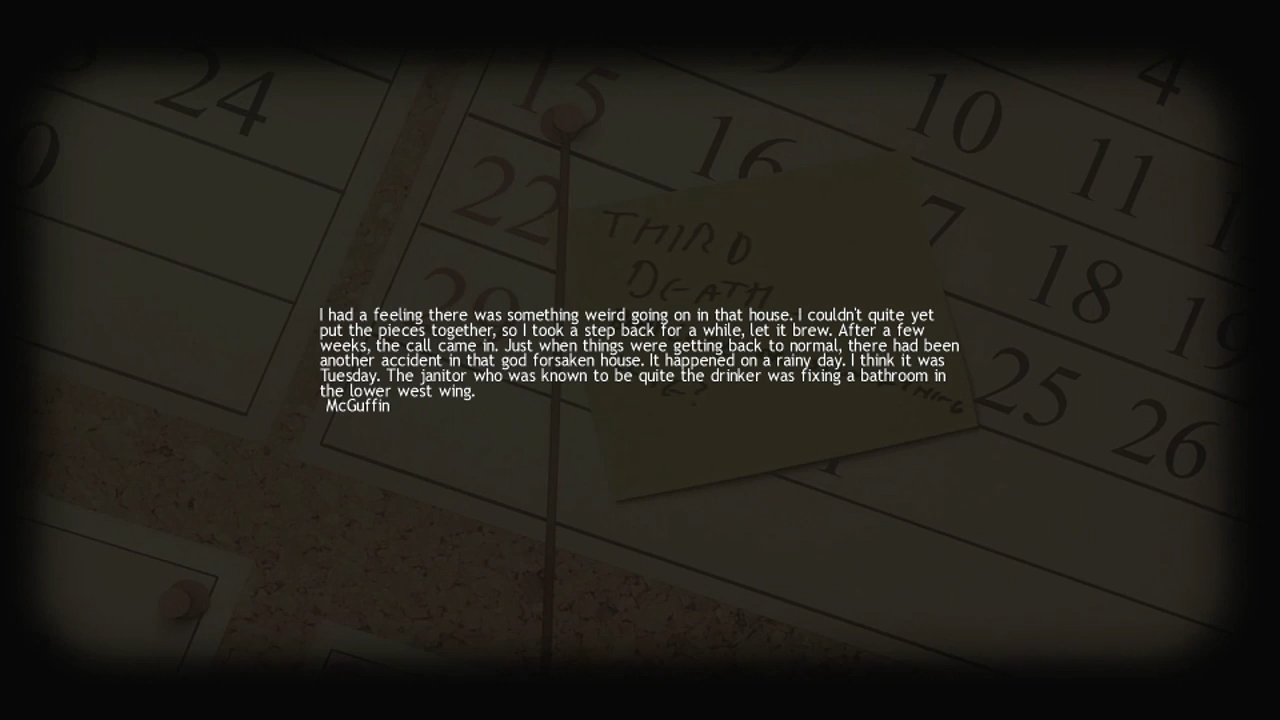 24
15
16
10
4
11
22
7
18
19
29
25
26
THIRD
DEATH
I had a feeling there was something weird going on in that house. I couldn't quite yet
put the pieces together, so I took a step back for a while, let it brew. After a few
weeks, the call came in. Just when things were getting back to normal, there had been
another accident in that god forsaken house. It happened on a rainy day. I think it was
Tuesday. The janitor who was known to be quite the drinker was fixing a bathroom in
the lower west wing.
McGuffin